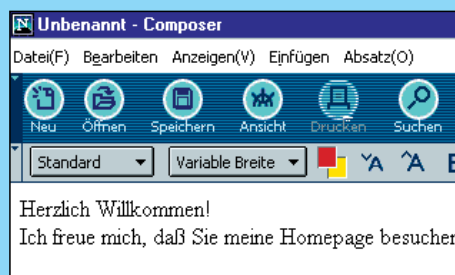 Unbenannt - Composer
Datei(F) Bearbeiten Anzeigen(V) Einfügen Absatz(O)
Neu Öffnen Speichern Ansicht Drucken Suchen
Standard Variable Breite A A
Herzlich Willkommen!
Ich freue mich, daß Sie meine Homepage besuchen